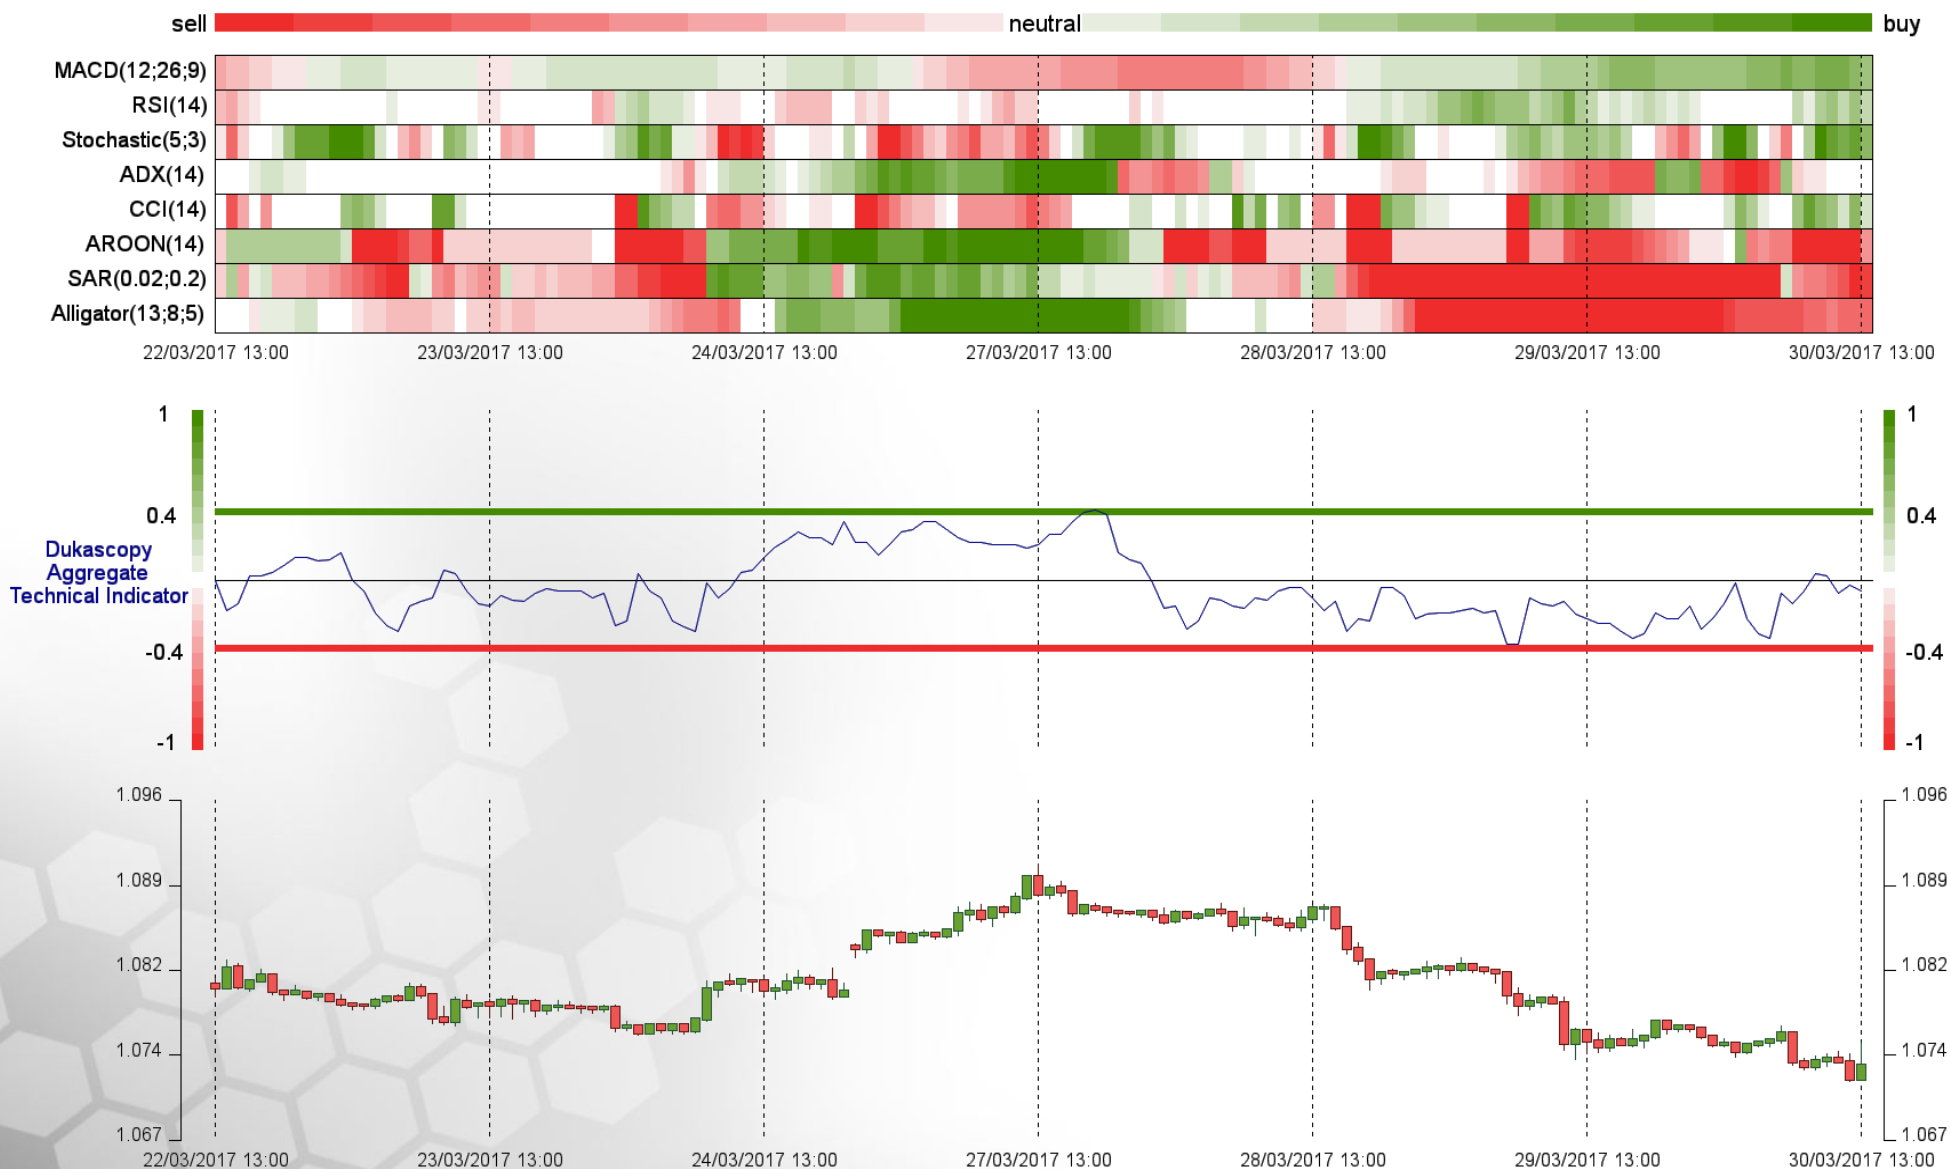 sell neutral buy
MACD(12;26;9)
RSI(14)
Stochastic(5;3)
ADX(14)
CCI(14)
AROON(14)
SAR(0.02;0.2)
Alligator(13;8;5)
22/03/2017 13:00 23/03/2017 13:00 24/03/2017 13:00 27/03/2017 13:00 28/03/2017 13:00 29/03/2017 13:00 30/03/2017 13:00
1 1
0.4 0.4
Dukascopy
Aggregate
Technical Indicator
-0.4 -0.4
-1 -1
1.096 1.096
1.089 1.089
1.082 1.082
1.074 1.074
1.067 1.067
22/03/2017 13:00 23/03/2017 13:00 24/03/2017 13:00 27/03/2017 13:00 28/03/2017 13:00 29/03/2017 13:00 30/03/2017 13:00